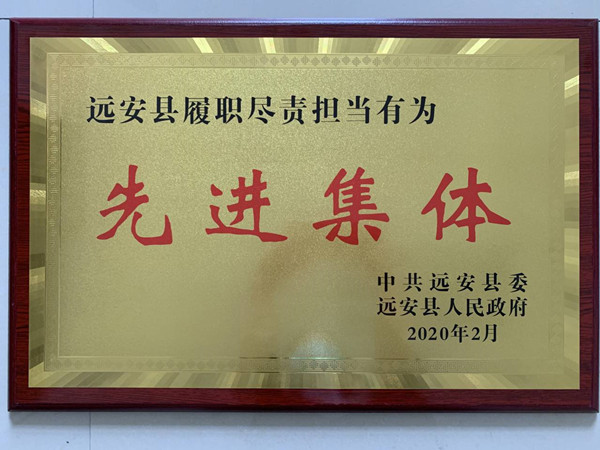 远安县履职尽责担当有为
先进集体
中共远安县委
远安县人民政府
2020年2月